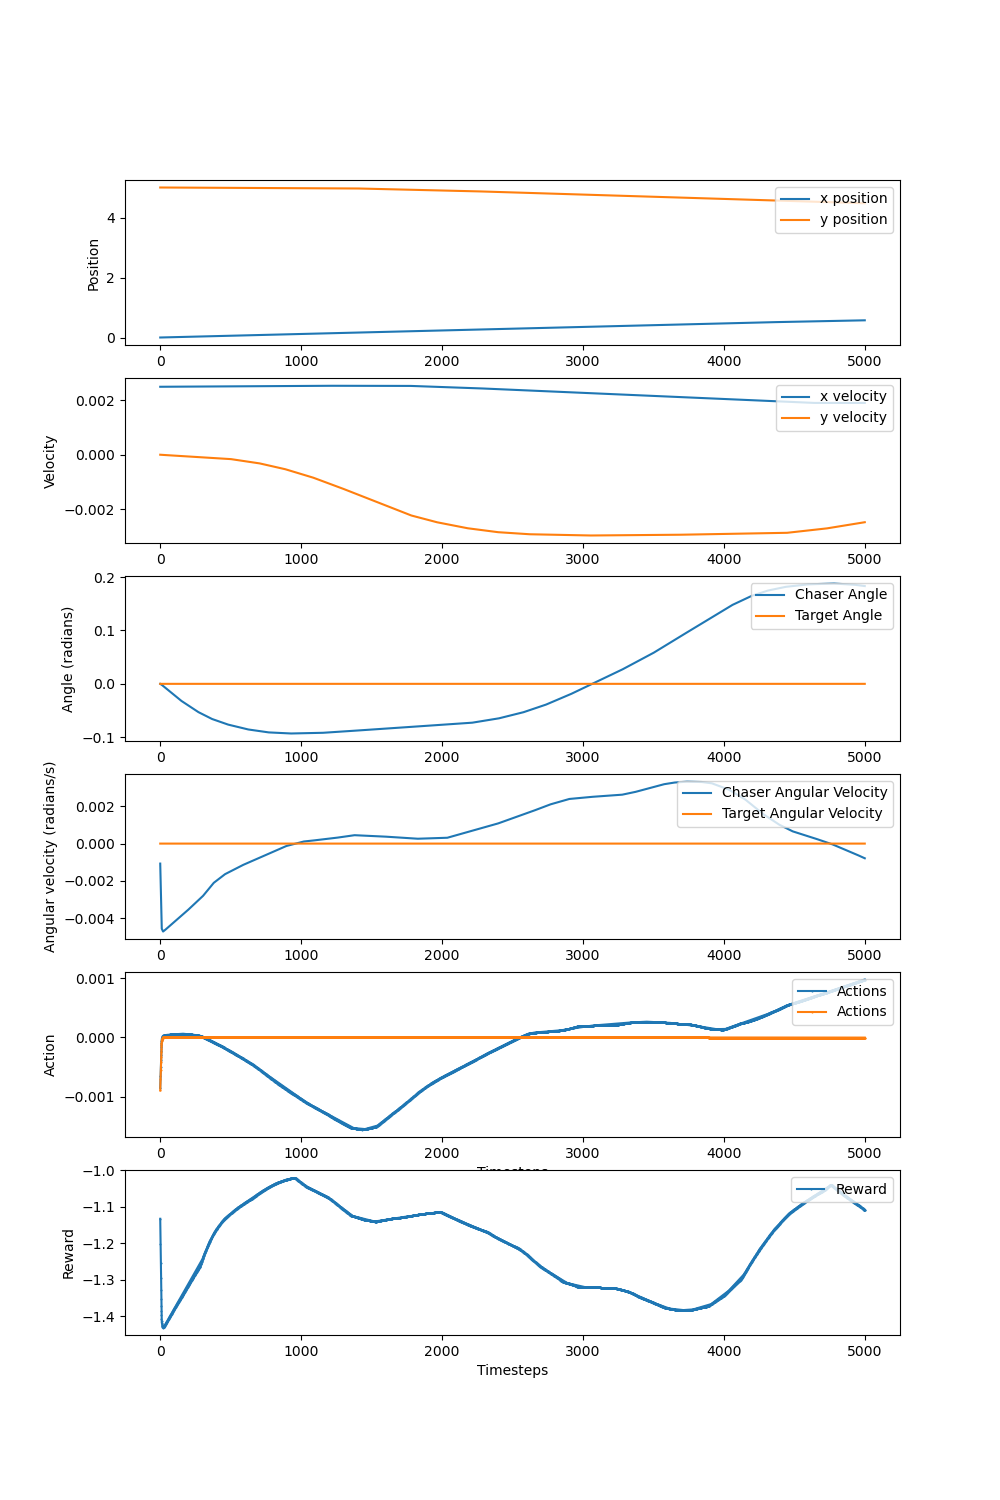 Position
4
2
0
x position
y position
0 1000 2000 3000 4000 5000
Velocity
0.002
0.000
−0.002
x velocity
y velocity
0 1000 2000 3000 4000 5000
Angle (radians)
0.2
0.1
0.0
−0.1
Chaser Angle
Target Angle
0 1000 2000 3000 4000 5000
Angular velocity (radians/s)
0.002
0.000
−0.002
−0.004
Chaser Angular Velocity
Target Angular Velocity
0 1000 2000 3000 4000 5000
Action
0.001
0.000
−0.001
Actions
Actions
0 1000 2000 3000 4000 5000
Timesteps
Reward
−1.0
−1.1
−1.2
−1.3
−1.4
Reward
0 1000 2000 3000 4000 5000
Timesteps